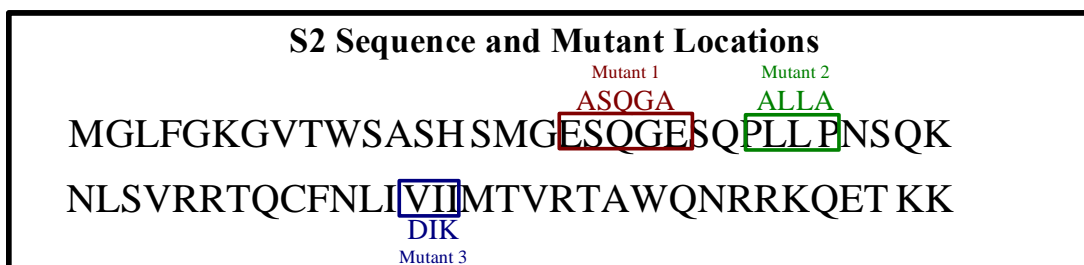 S2 Sequence and Mutant Locations
Mutant 1 Mutant 2
ASQGA ALLA
MGLFGKGVTWSASHSMGESQGESQPLLPNSQK
NLSVRRTQCFNLIVIIMTVRTAWQNRRKQETKK
DIK
Mutant 3